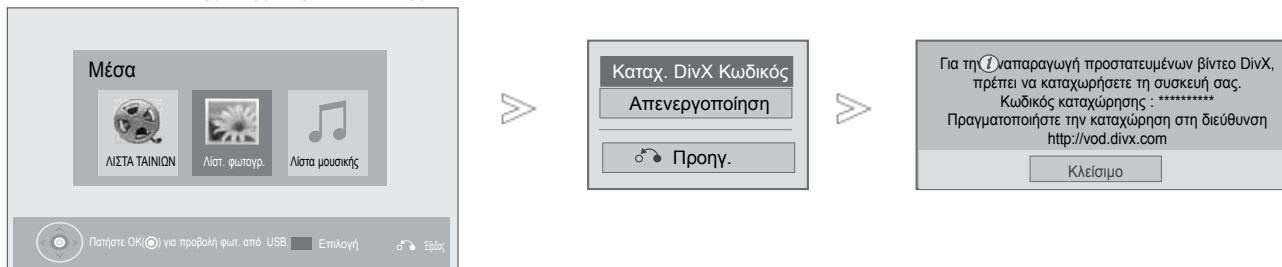 Μέσα
ΛΙΣΤΑ ΤΑΙΝΙΩΝ
Λίστ. φωτογρ.
Λίστα μουσικής
Πατήστε OK(◉) για προβολή φωτ. από USB.
Επιλογή
Έξοδος
Καταχ. DivX Κωδικός
Απενεργοποίηση
Προηγ.
Για την αναπαραγωγή προστατευμένων βίντεο DivX,
πρέπει να καταχωρήσετε τη συσκευή σας.
Κωδικός καταχώρησης : **********
Πραγματοποιήστε την καταχώρηση στη διεύθυνση
http://vod.divx.com
Κλείσιμο